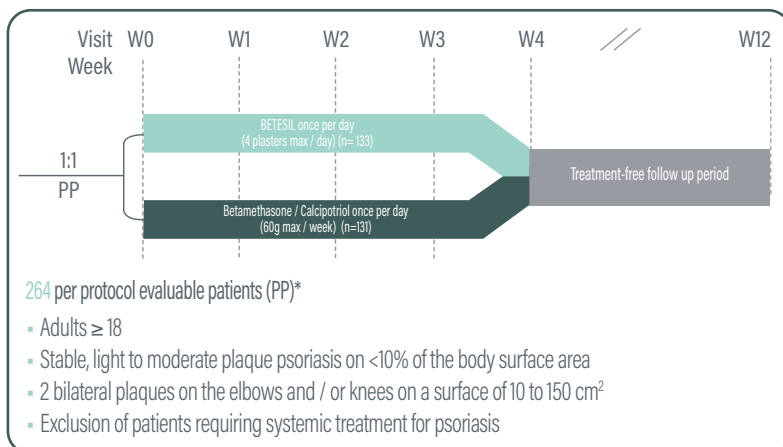 Visit Week W0 W1 W2 W3 W4 W12
BETESIL once per day
(4 plasters max / day) (n= 133)
1:1
PP
Treatment-free follow up period
Betamethasone / Calcipotriol once per day
(60g max / week) (n=131)
264 per protocol evaluable patients (PP)*
▪ Adults ≥ 18
▪ Stable, light to moderate plaque psoriasis on <10% of the body surface area
▪ 2 bilateral plaques on the elbows and / or knees on a surface of 10 to 150 cm²
▪ Exclusion of patients requiring systemic treatment for psoriasis